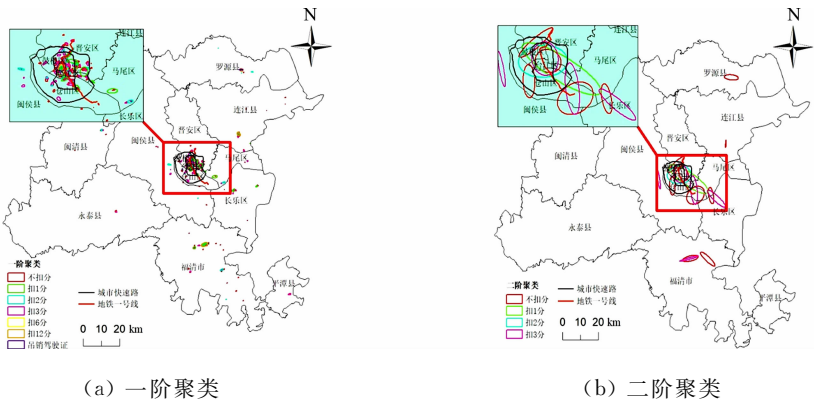 N
连江县
晋安区
马尾区
仓山区
闽侯县
长乐区
罗源县
连江县
晋安区
闽清县
闽侯县
马尾区
长乐区
永泰县
福清市
平潭县
一阶聚类
不扣分
扣1分
扣2分
扣3分
扣6分
扣12分
吊销驾驶证
城市快速路
地铁一号线
0 10 20 km
(a) 一阶聚类
N
连江县
晋安区
马尾区
仓山区
闽侯县
长乐区
罗源县
连江县
晋安区
闽清县
闽侯县
马尾区
长乐区
永泰县
福清市
平潭县
二阶聚类
不扣分
扣1分
扣2分
扣3分
城市快速路
地铁一号线
0 10 20 km
(b) 二阶聚类